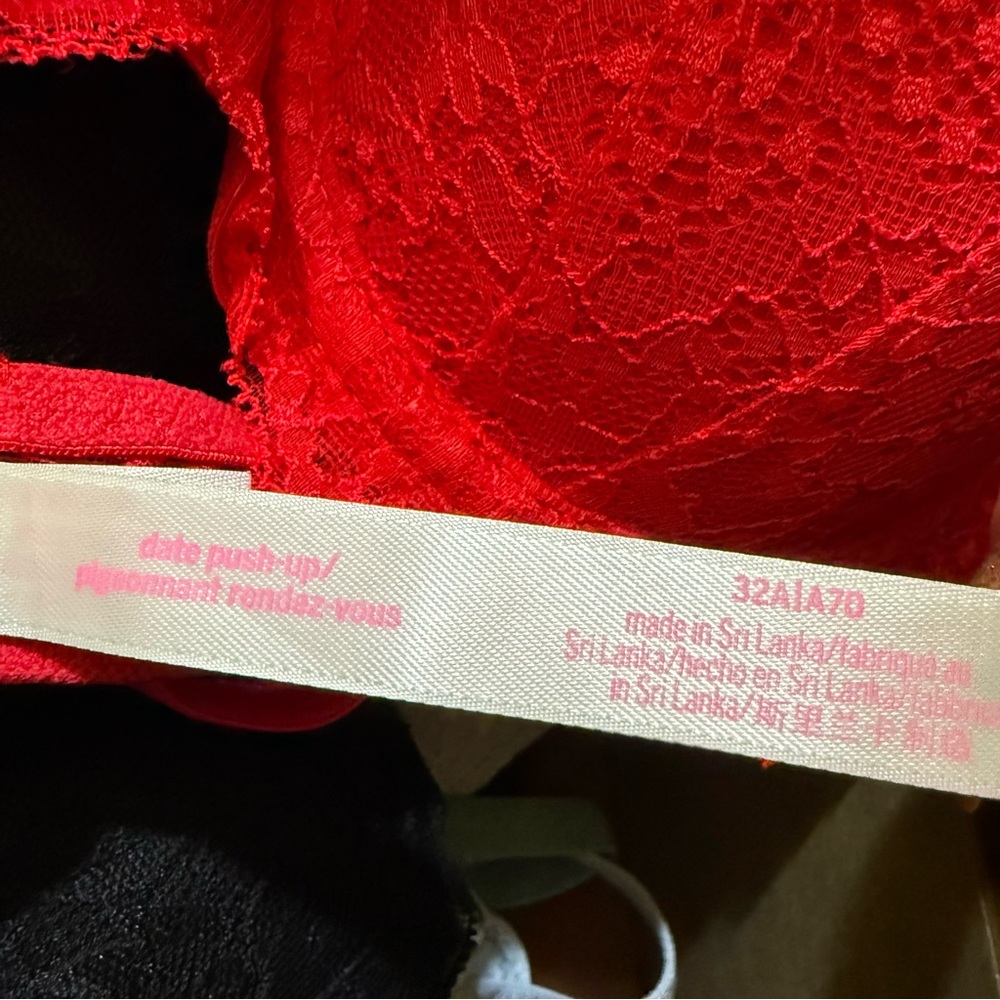 date push-up/
pigeonnant rendez-vous
32A|A70
made in Sri Lanka/fabriqué au
Sri Lanka/hecho en Sri Lanka/
in Sri Lanka/斯里兰卡制造